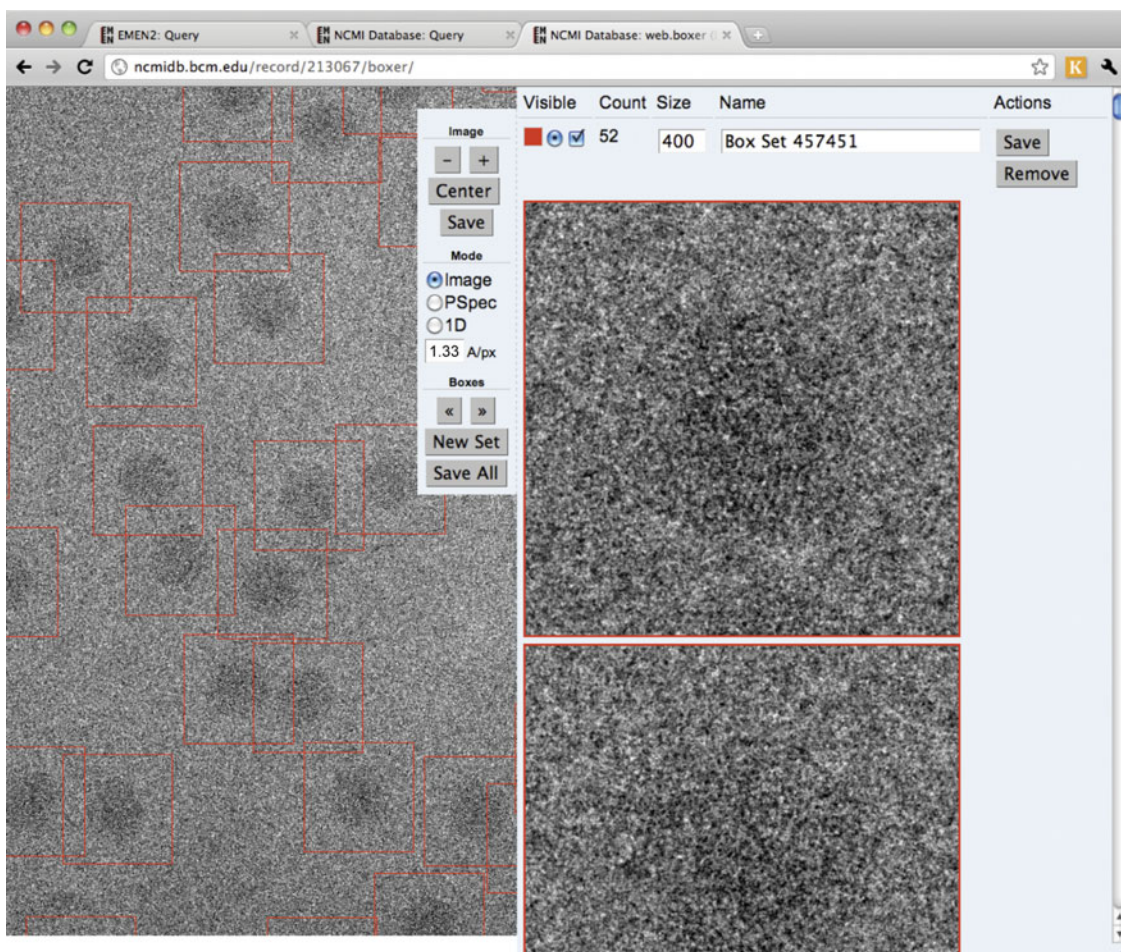 EMEN2: Query
NCMI Database: Query
NCMI Database: web.boxer (
ncmidb.bcm.edu/record/213067/boxer/
K
Image
- +
Center
Save
Mode
Image
PSpec
1D
1.33 A/px
Boxes
« »
New Set
Save All
Visible Count Size Name Actions
52 400 Box Set 457451 Save
Remove